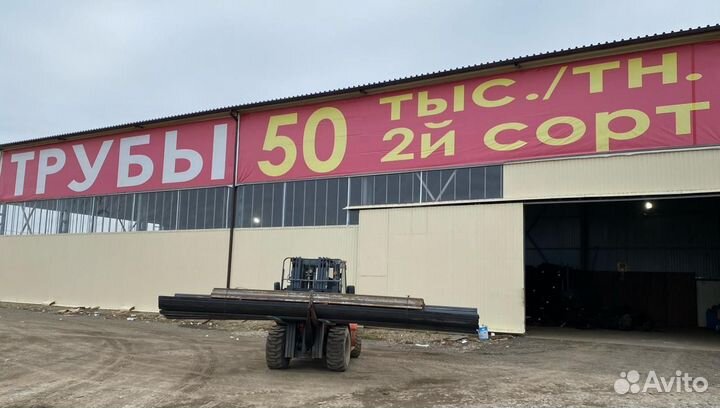 ТРУБЫ 50 тыс./тн.
2й сорт
Avito